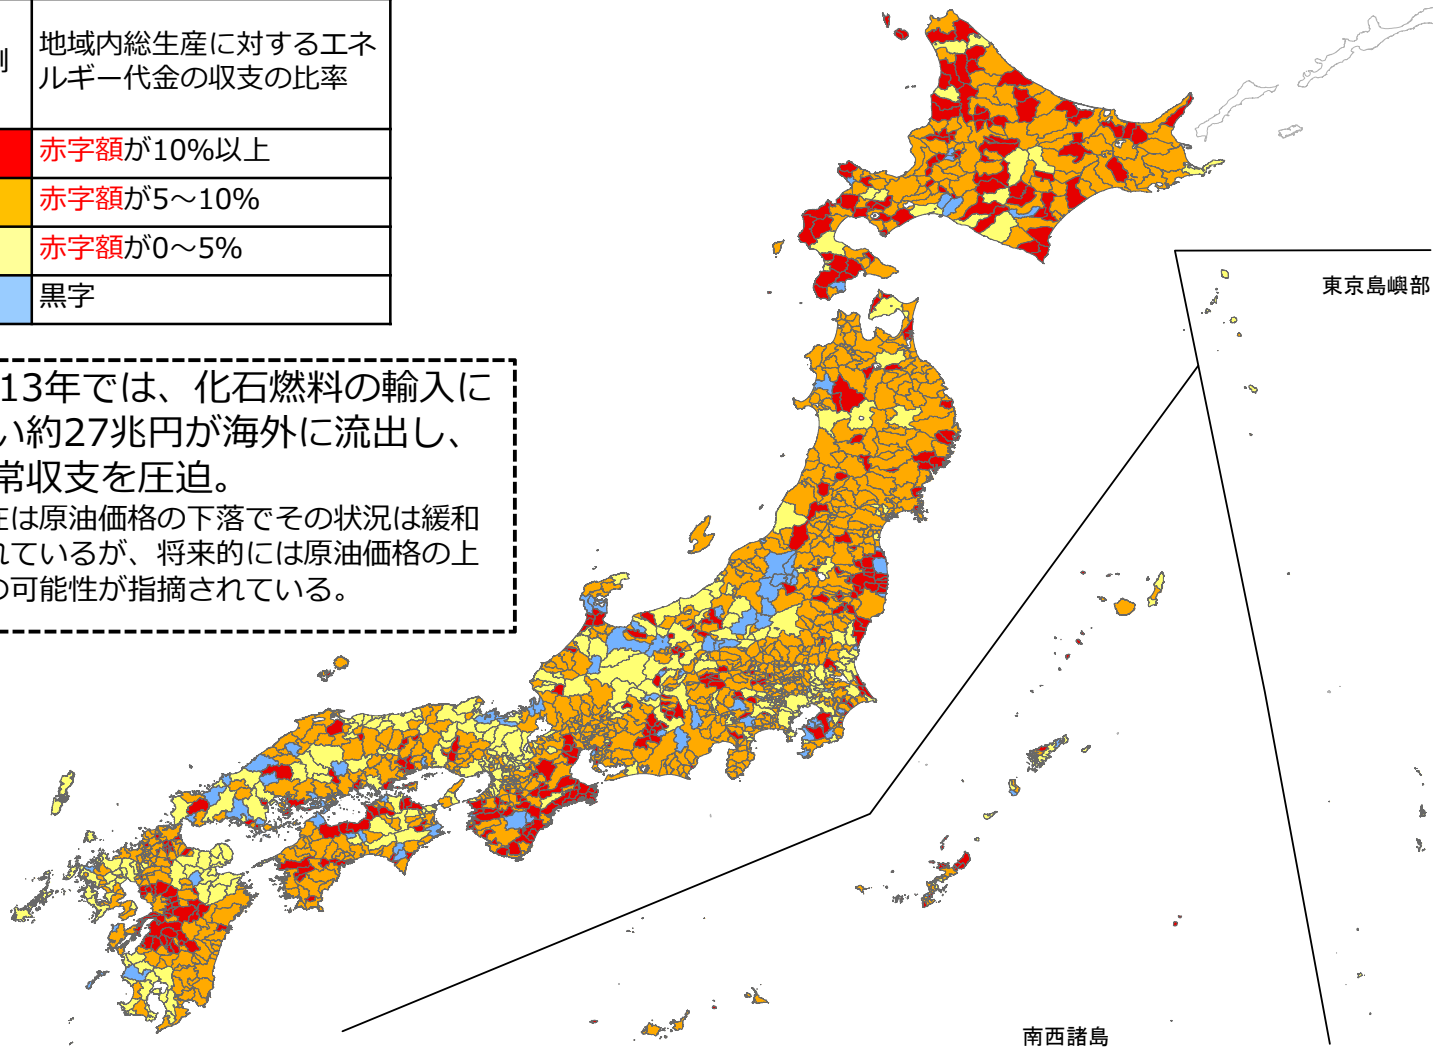 地域内総生産に対するエネ
ルギー代金の収支の比率
赤字額が10%以上
赤字額が5～10%
赤字額が0～5%
黒字
13年では、化石燃料の輸入に
い約27兆円が海外に流出し、
常収支を圧迫。
は原油価格の下落でその状況は緩和
れているが、将来的には原油価格の上
の可能性が指摘されている。
東京島嶼部
南西諸島